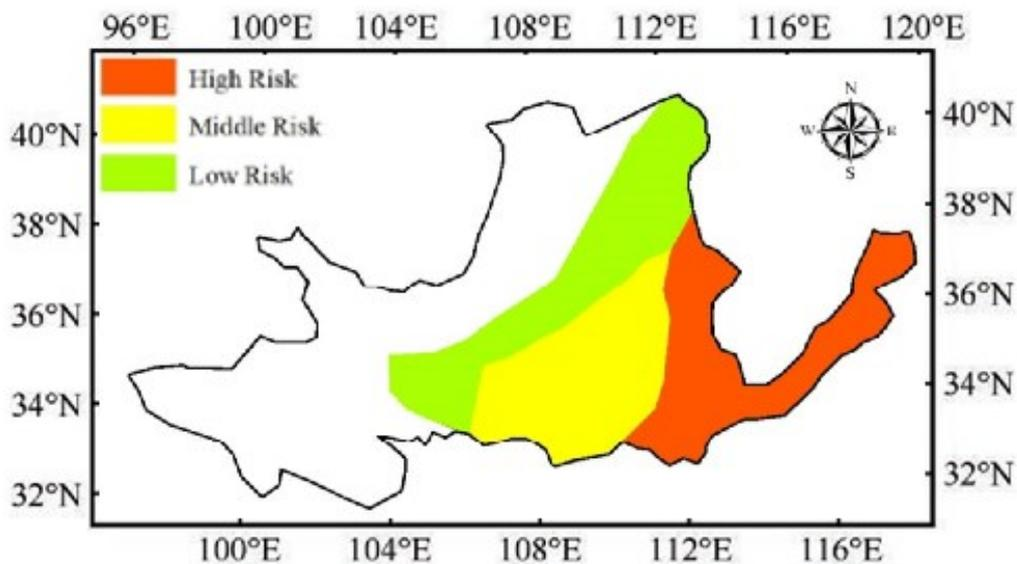 96°E 100°E 104°E 108°E 112°E 116°E 120°E
High Risk
Middle Risk
Low Risk
N
W E
S
40°N 40°N
38°N 38°N
36°N 36°N
34°N 34°N
32°N 32°N
100°E 104°E 108°E 112°E 116°E